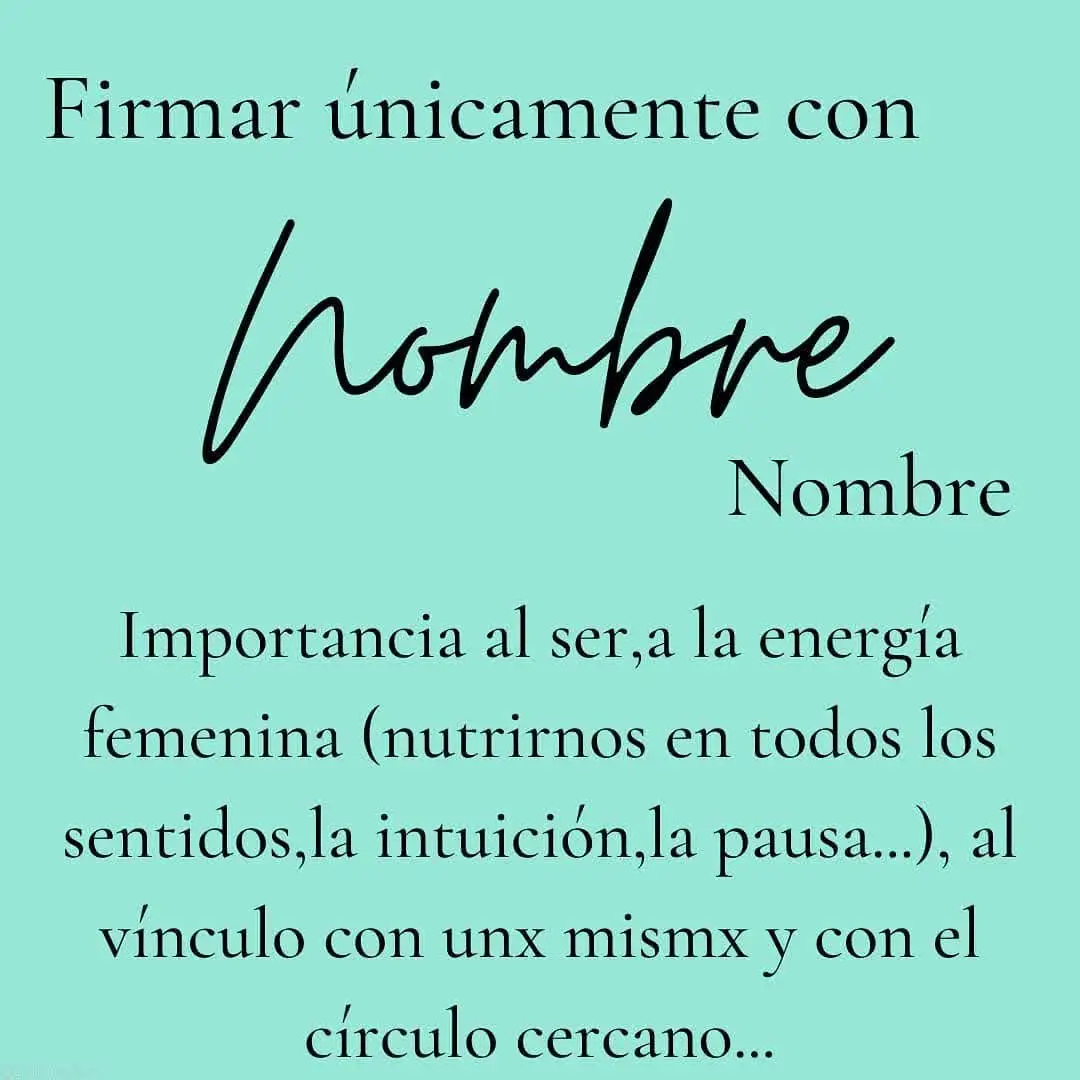 Firmar únicamente con
Nombre
Nombre
Importancia al ser,a la energía
femenina (nutrirnos en todos los
sentidos,la intuición,la pausa...), al
vínculo con unx mismx y con el
círculo cercano...